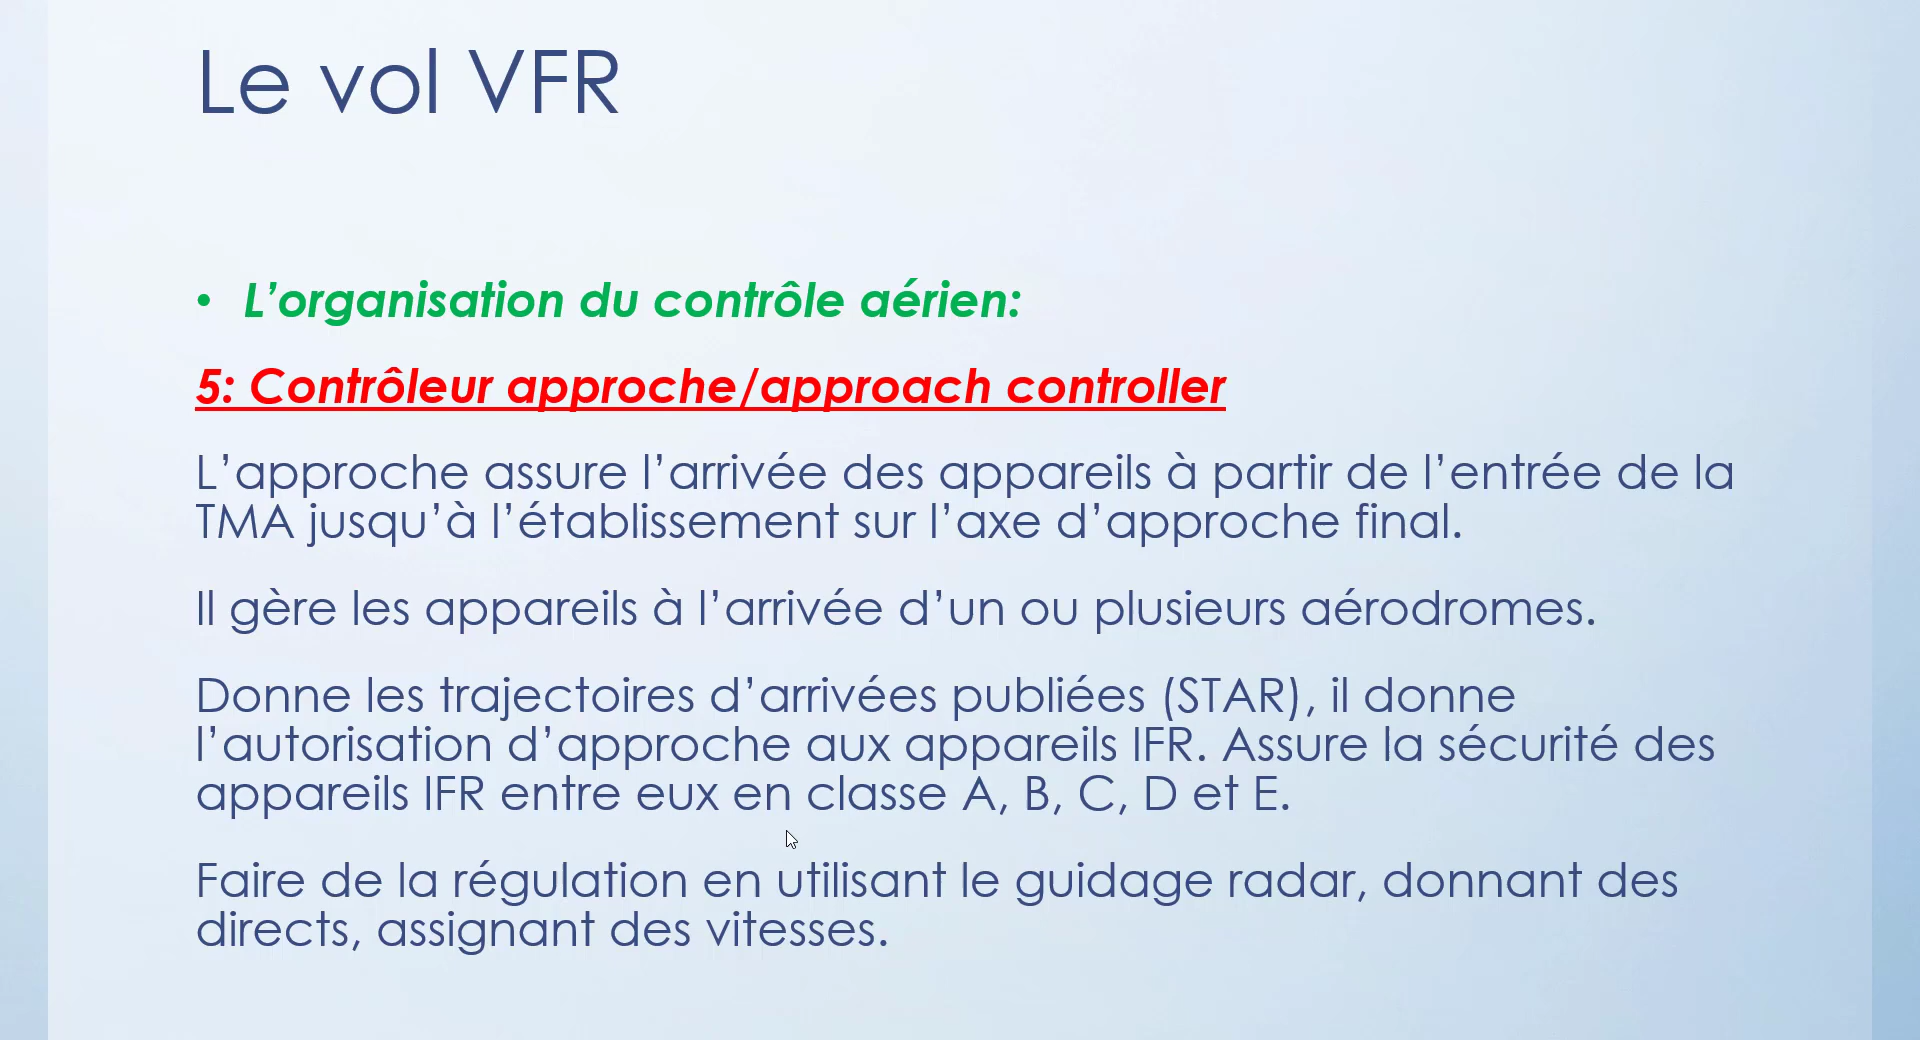 Le vol VFR
• L’organisation du contrôle aérien:
5: Contrôleur approche/approach controller
L’approche assure l’arrivée des appareils à partir de l’entrée de la
TMA jusqu’à l’établissement sur l’axe d’approche final.
Il gère les appareils à l’arrivée d’un ou plusieurs aérodromes.
Donne les trajectoires d’arrivées publiées (STAR), il donne
l’autorisation d’approche aux appareils IFR. Assure la sécurité des
appareils IFR entre eux en classe A, B, C, D et E.
Faire de la régulation en utilisant le guidage radar, donnant des
directs, assignant des vitesses.